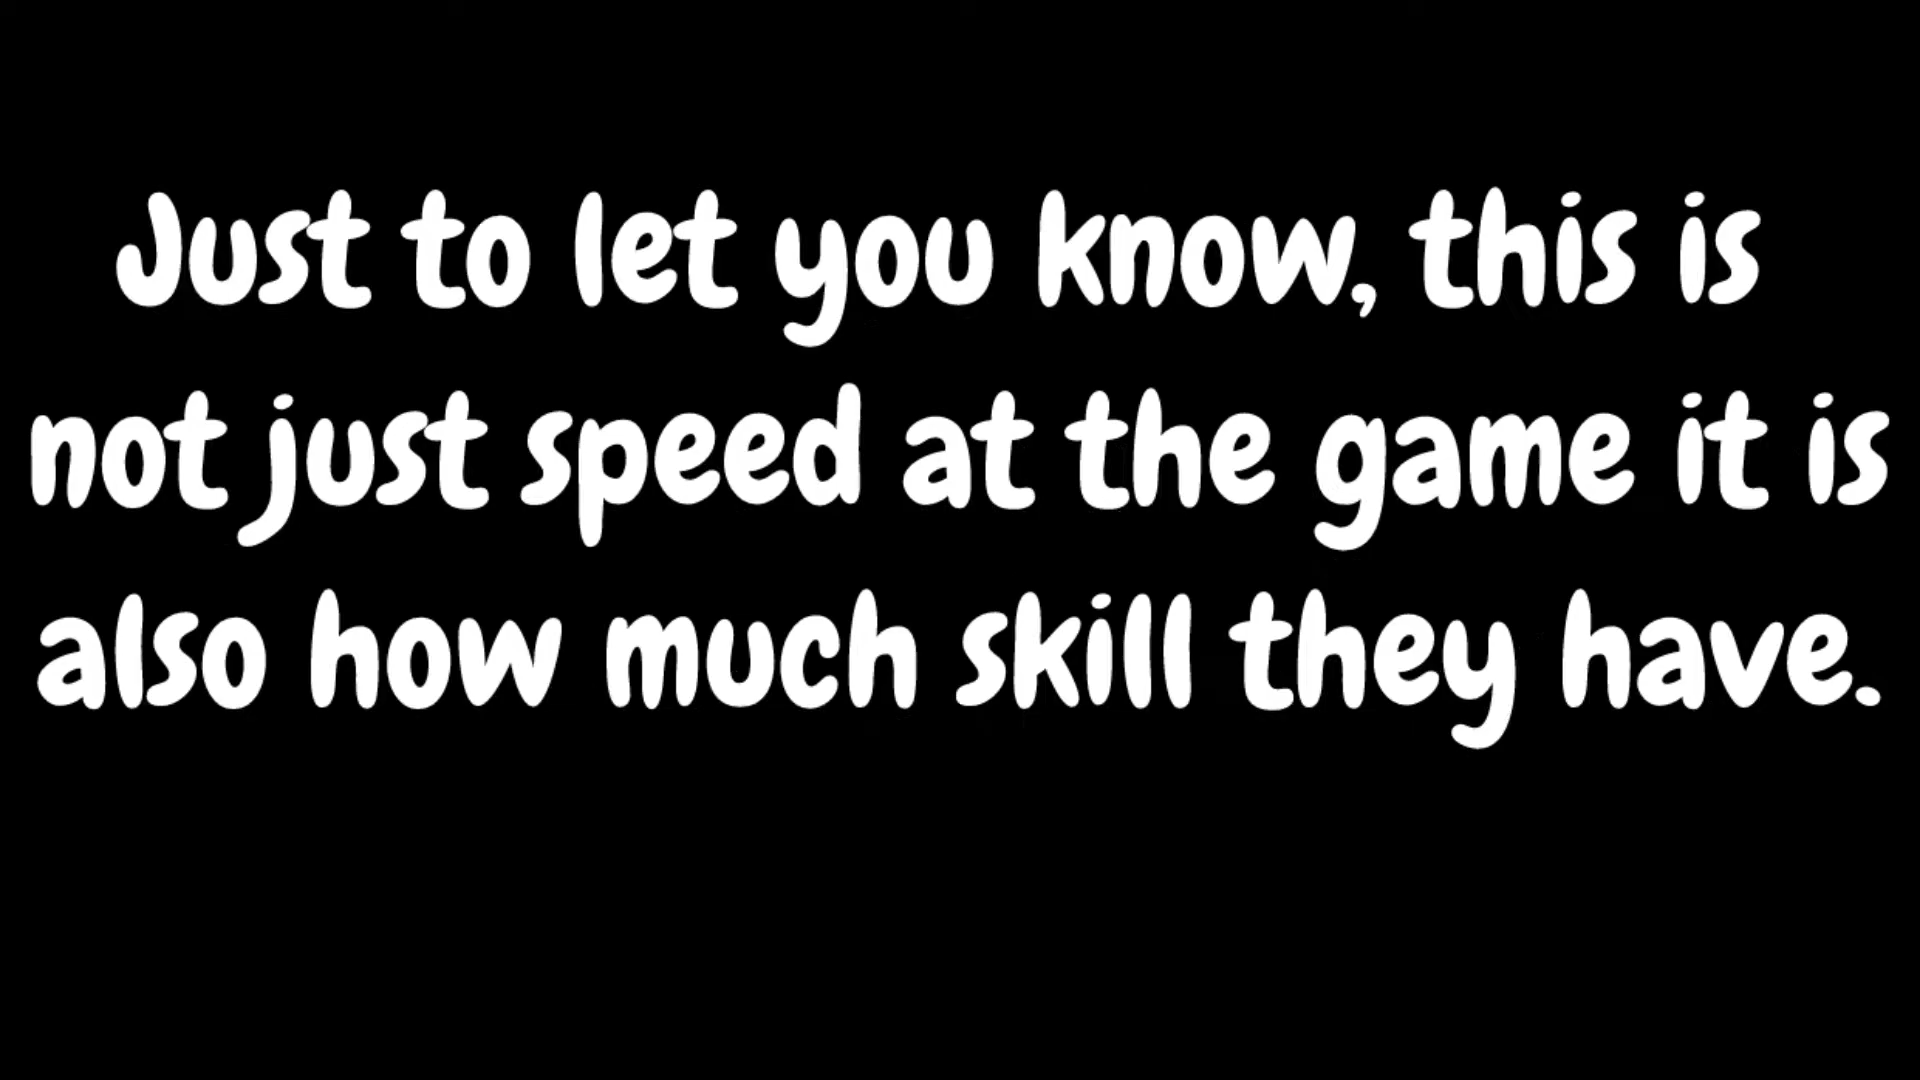 Just to let you know, this is
not just speed at the game it is
also how much skill they have.